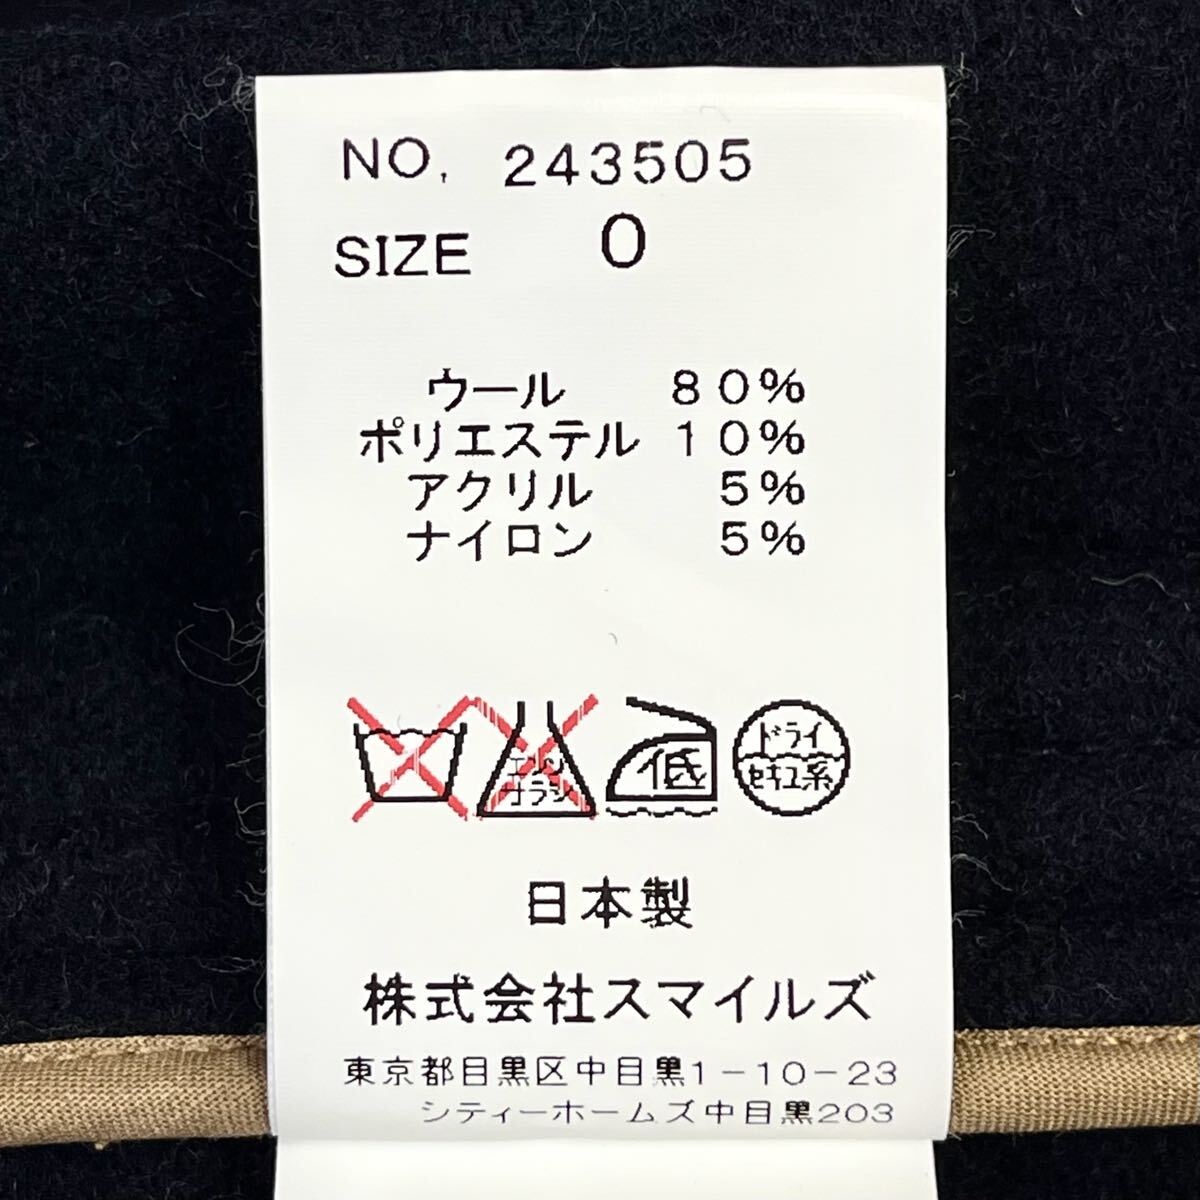 NO. 243505
SIZE 0
ウール 80%
ポリエステル 10%
アクリル 5%
ナイロン 5%
エンソ
サラシ
低
ドライ
セキユ系
日本製
株式会社スマイルズ
東京都目黒区中目黒1-10-23
シティーホームズ中目黒203